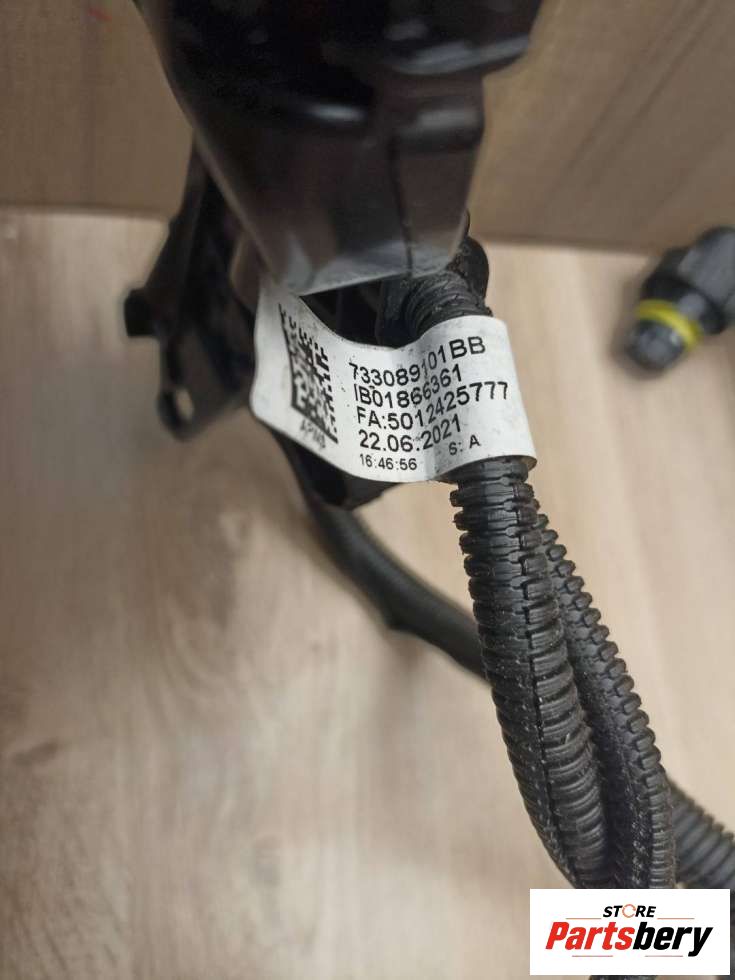 733089101BB
IB01866361
FA:5012425777
22.06.2021
16:46:56 S: A
STORE
Partsbery